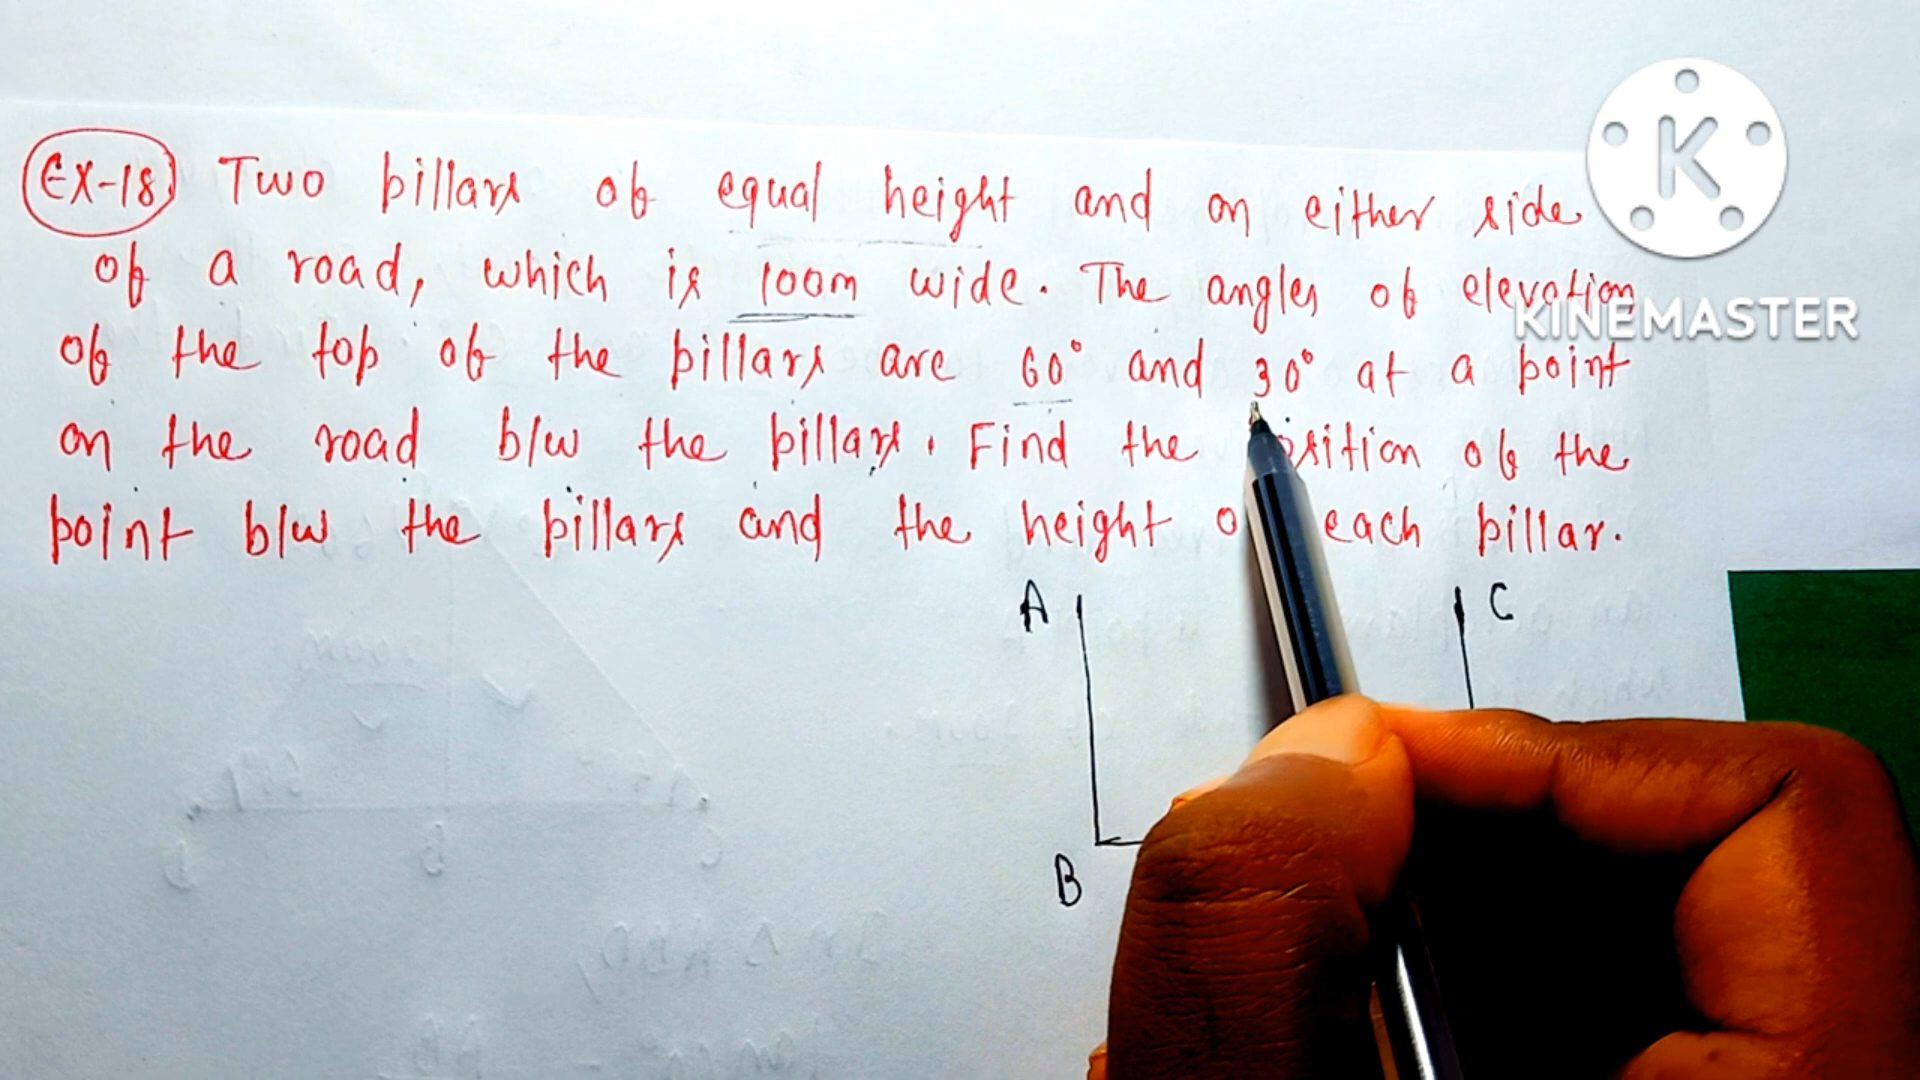 Ex-18 Two pillars of equal height and on either side
of a road, which is 100m wide. The angles of elevation
of the top of the pillars are 60° and 30° at a point
on the road b/w the pillars. Find the position of the
point b/w the pillars and the height of each pillar.
A C
B
K
KINEMASTER